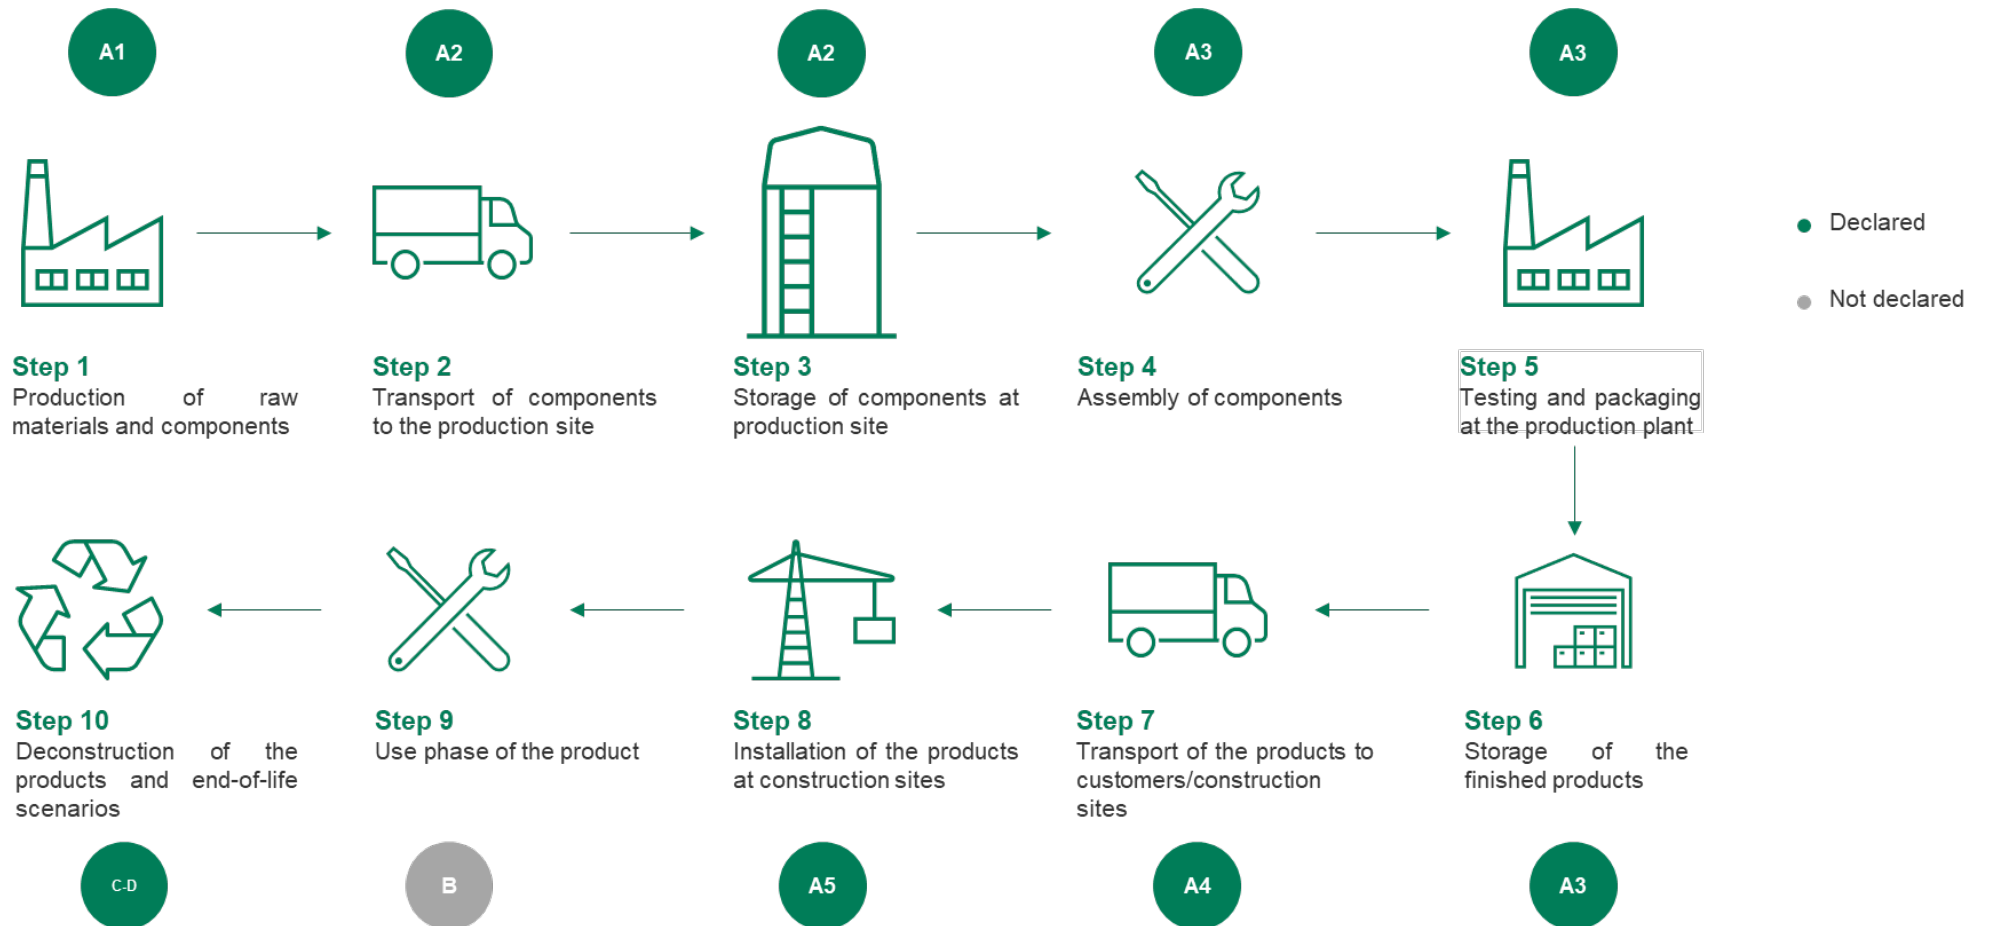 A1
A2
A2
A3
A3
Declared
Not declared
Step 1
Production of raw
materials and components
Step 2
Transport of components
to the production site
Step 3
Storage of components at
production site
Step 4
Assembly of components
Step 5
Testing and packaging
at the production plant
Step 10
Deconstruction of the
products and end-of-life
scenarios
Step 9
Use phase of the product
Step 8
Installation of the products
at construction sites
Step 7
Transport of the products to
customers/construction
sites
Step 6
Storage of the
finished products
C-D
B
A5
A4
A3